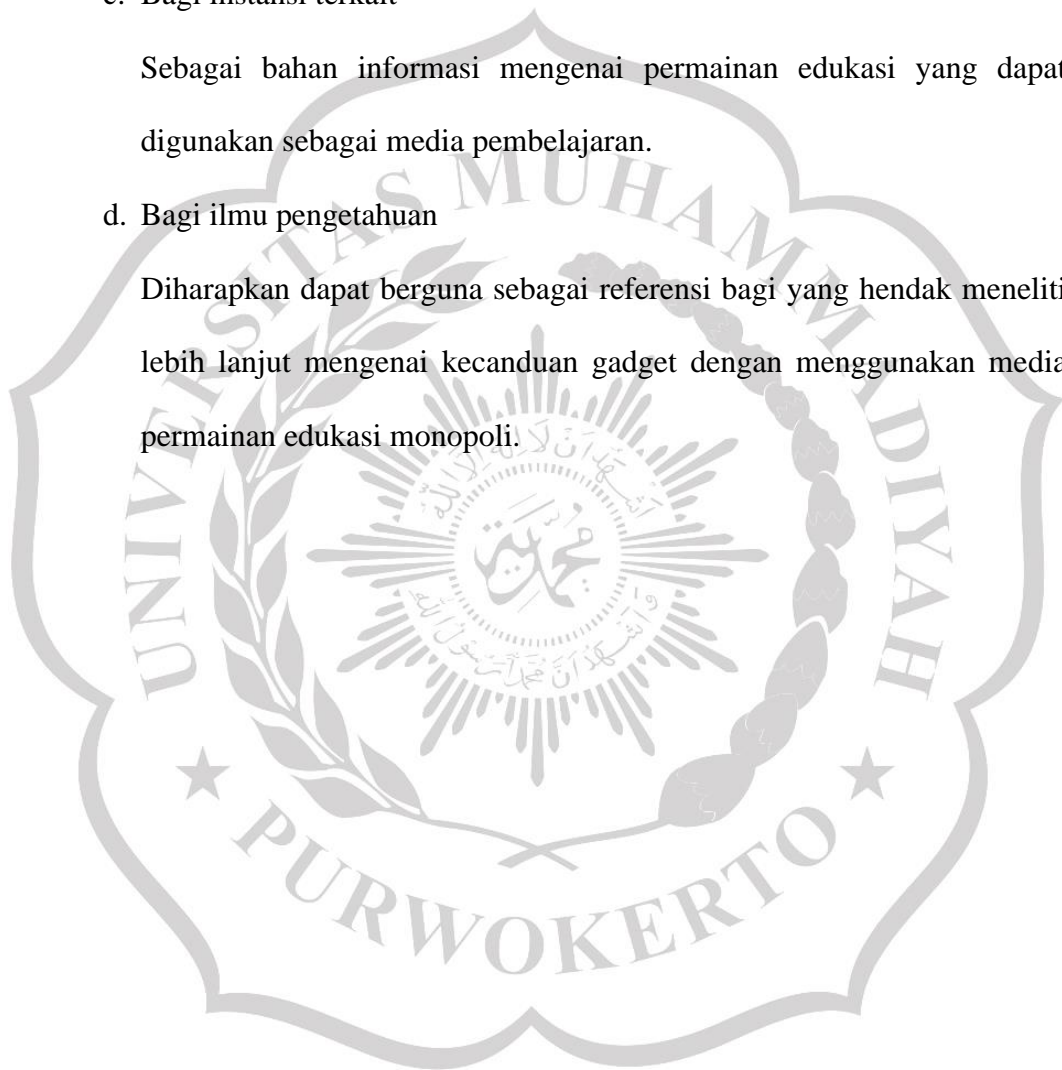 c. Bagi instansi terkait
Sebagai bahan informasi mengenai permainan edukasi yang dapat
digunakan sebagai media pembelajaran.
d. Bagi ilmu pengetahuan
Diharapkan dapat berguna sebagai referensi bagi yang hendak meneliti
lebih lanjut mengenai kecanduan gadget dengan menggunakan media
permainan edukasi monopoli.
UNIVERSITAS MUHAMMADIYAH
PURWOKERTO